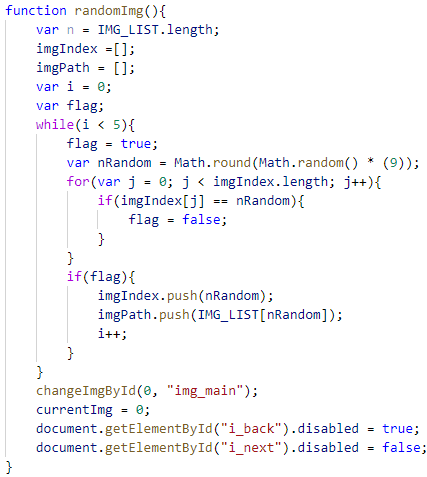 function randomImg(){
    var n = IMG_LIST.length;
    imgIndex =[];
    imgPath = [];
    var i = 0;
    var flag;
    while(i < 5){
        flag = true;
        var nRandom = Math.round(Math.random() * (9));
        for(var j = 0; j < imgIndex.length; j++){
            if(imgIndex[j] == nRandom){
                flag = false;
            }
        }
        if(flag){
            imgIndex.push(nRandom);
            imgPath.push(IMG_LIST[nRandom]);
            i++;
        }
    }
    changeImgById(0, "img_main");
    currentImg = 0;
    document.getElementById("i_back").disabled = true;
    document.getElementById("i_next").disabled = false;
}